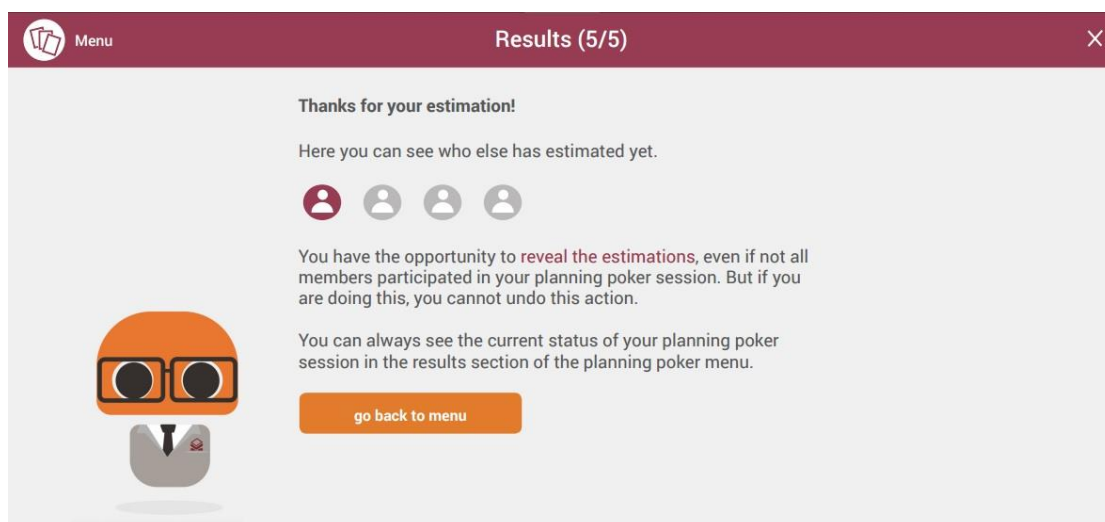 Menu
Results (5/5)
Thanks for your estimation!
Here you can see who else has estimated yet.
You have the opportunity to reveal the estimations, even if not all
members participated in your planning poker session. But if you
are doing this, you cannot undo this action.
You can always see the current status of your planning poker
session in the results section of the planning poker menu.
go back to menu